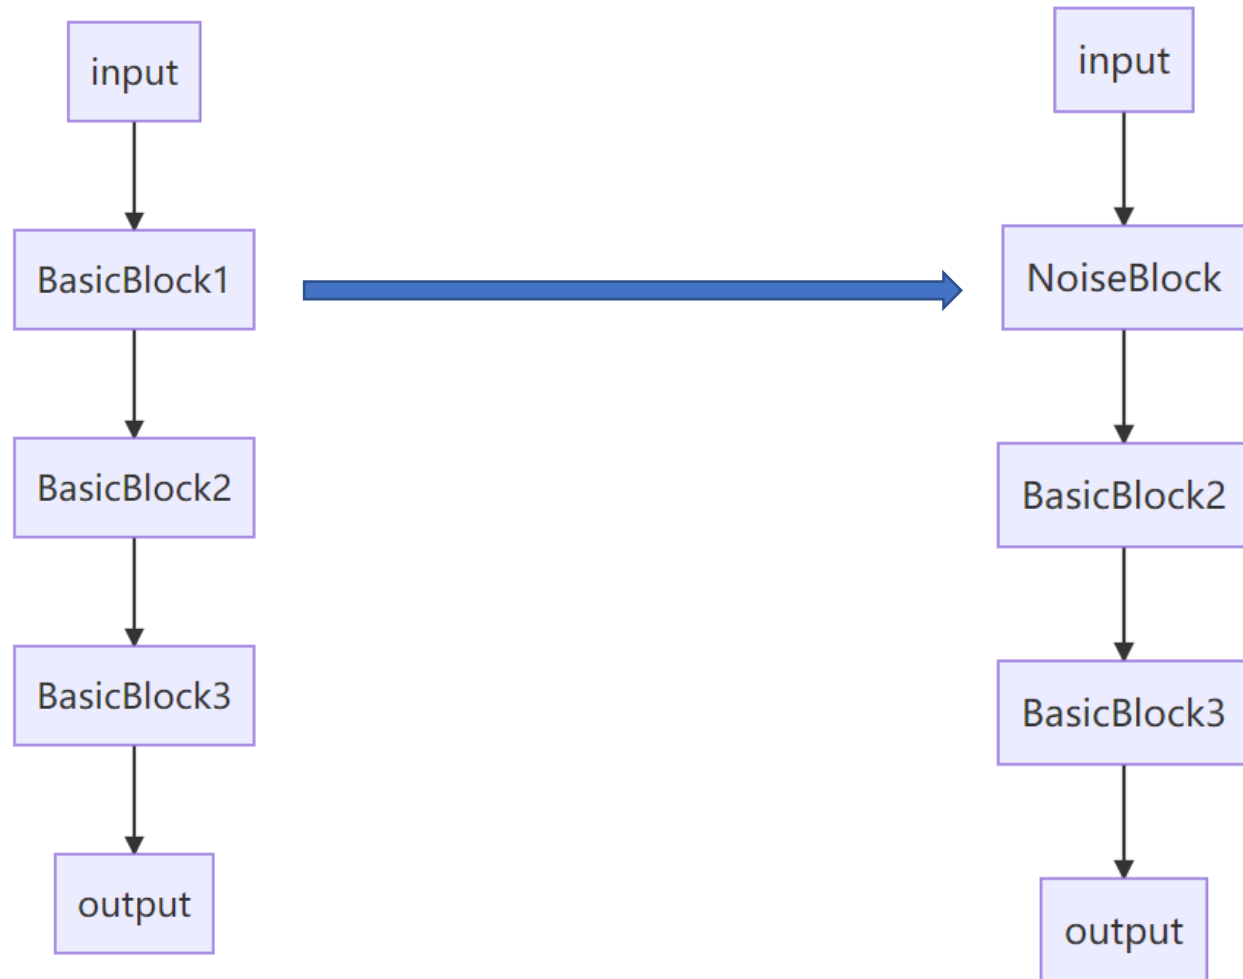 input
BasicBlock1
BasicBlock2
BasicBlock3
output
input
NoiseBlock
BasicBlock2
BasicBlock3
output